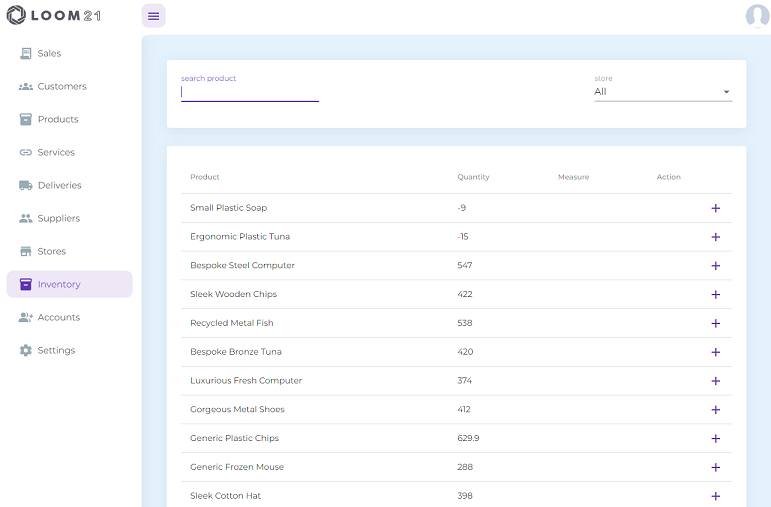 LOOM 21
Sales
Customers
Products
Services
Deliveries
Suppliers
Stores
Inventory
Accounts
Settings
search product
store
All
Product Quantity Measure Action
Small Plastic Soap -9
Ergonomic Plastic Tuna -15
Bespoke Steel Computer 547
Sleek Wooden Chips 422
Recycled Metal Fish 538
Bespoke Bronze Tuna 420
Luxurious Fresh Computer 374
Gorgeous Metal Shoes 412
Generic Plastic Chips 629.9
Generic Frozen Mouse 288
Sleek Cotton Hat 398